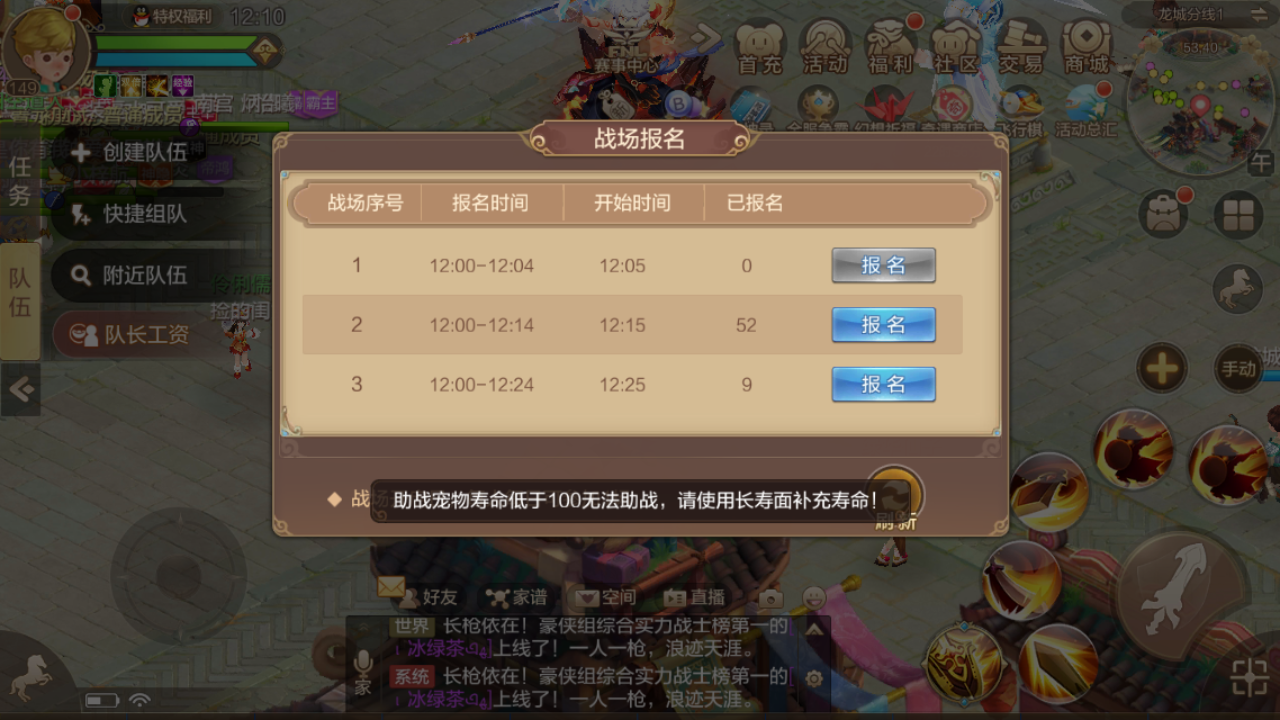 特权福利 12:10
龙城分线1
赛事中心
首充 活动 福利 社区 交易 商城
53,40
149
活动总汇
任务
创建队伍
快捷组队
队伍
附近队伍
队长工资
午
战场报名
战场序号 报名时间 开始时间 已报名
1 12:00-12:04 12:05 0 报名
2 12:00-12:14 12:15 52 报名
3 12:00-12:24 12:25 9 报名
手动
助战宠物寿命低于100无法助战，请使用长寿面补充寿命！
刷新
好友 家谱 空间 直播
世界 长枪依在！豪侠组综合实力战士榜第一的
上线了！一人一枪，浪迹天涯。
家
系统 长枪依在！豪侠组综合实力战士榜第一的
上线了！一人一枪，浪迹天涯。